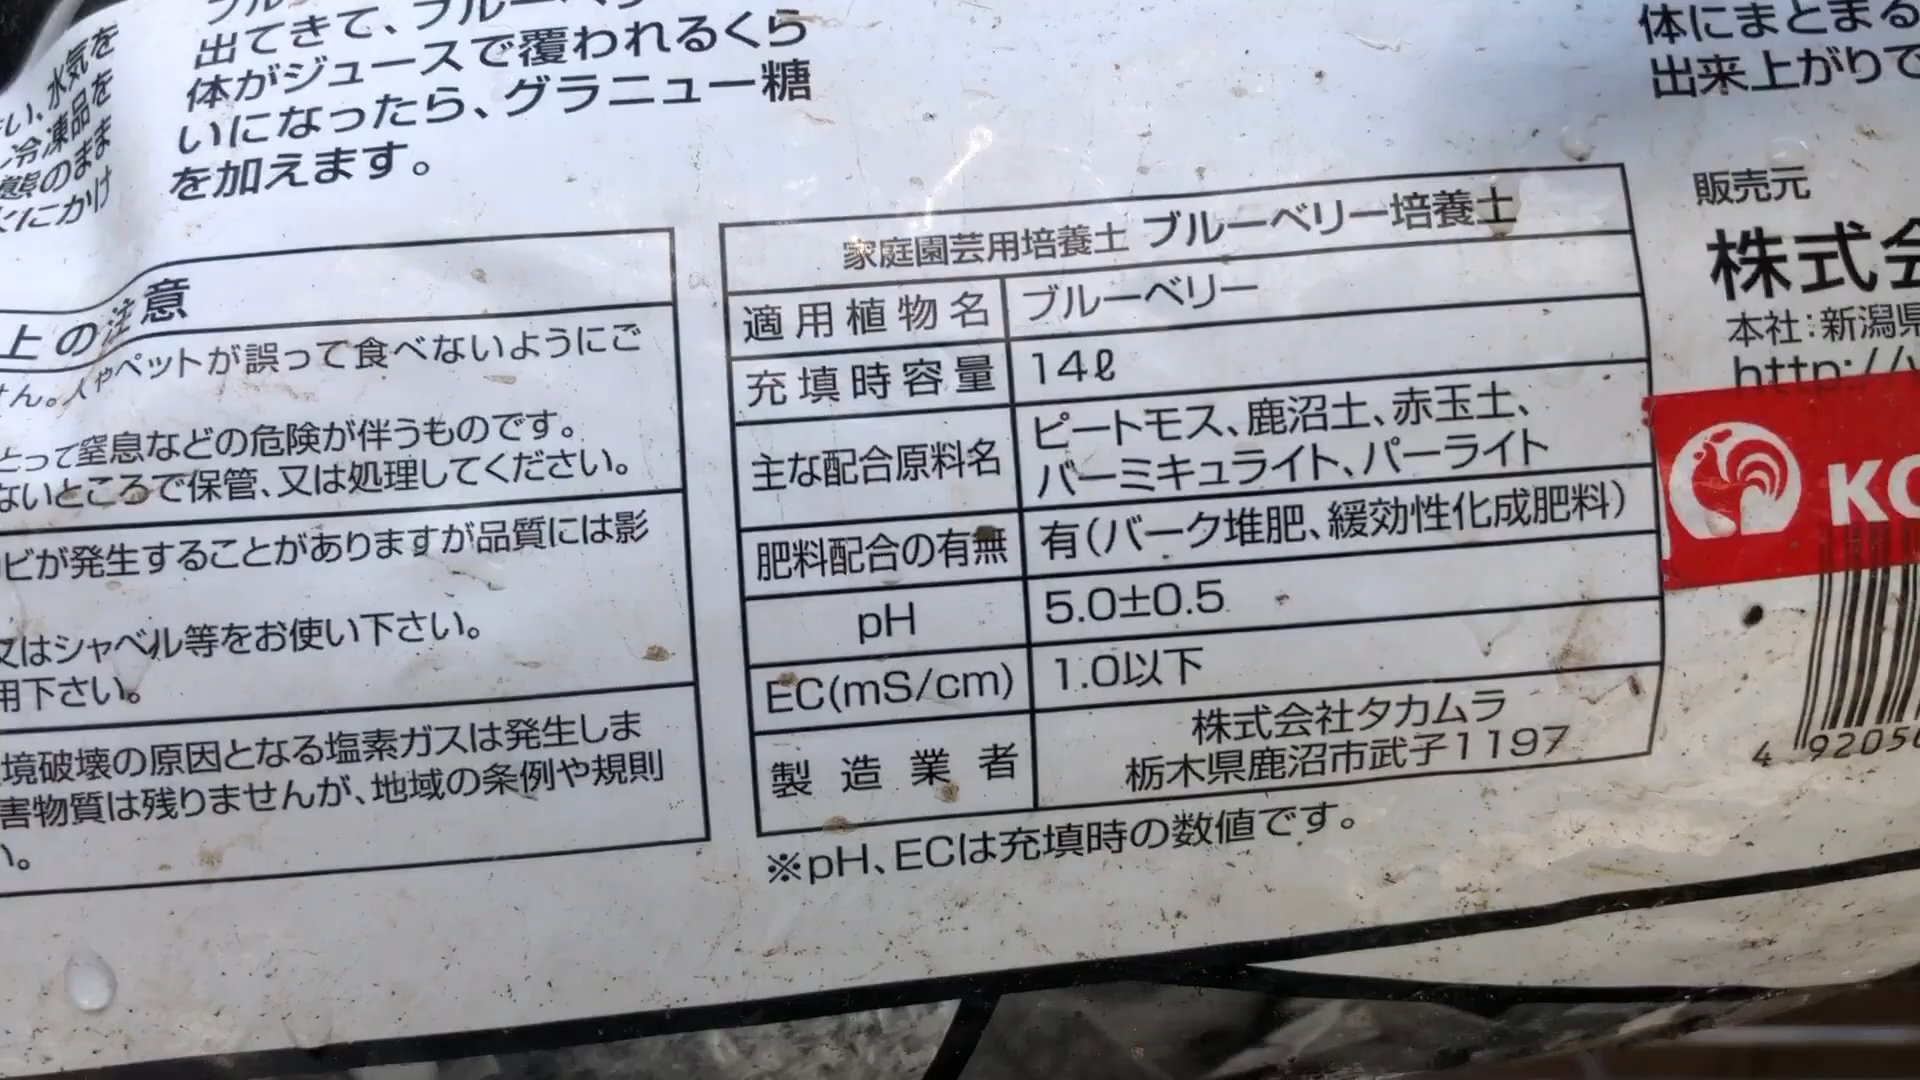 水気を
い、冷凍品を
態のまま
にかけ
出てきて、ブルーベリー
体がジュースで覆われるくら
いになったら、グラニュー糖
を加えます。
体にまとまる
出来上がりで
上の注意
せん。人やペットが誤って食べないようにご
とって窒息などの危険が伴うものです。
ないところで保管、又は処理してください。
ビが発生することがありますが品質には影
又はシャベル等をお使い下さい。
用下さい。
境破壊の原因となる塩素ガスは発生しま
害物質は残りませんが、地域の条例や規則
い。
家庭園芸用培養土 ブルーベリー培養土
適用植物名 ブルーベリー
充填時容量 14ℓ
主な配合原料名 ピートモス、鹿沼土、赤玉土、
バーミキュライト、パーライト
肥料配合の有無 有(バーク堆肥、緩効性化成肥料)
pH 5.0±0.5
EC(mS/cm) 1.0以下
製造業者 株式会社タカムラ
栃木県鹿沼市武子1197
※pH、ECは充填時の数値です。
販売元
株式会
本社:新潟県
http://
KO
4 92050